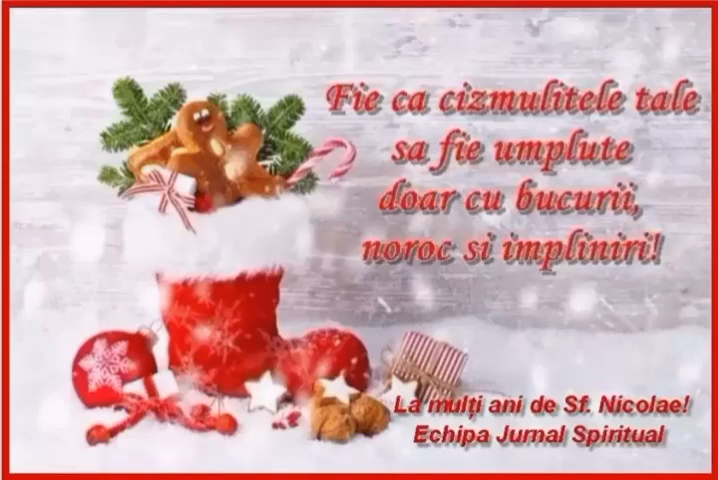 Fie ca cizmulitele tale
sa fie umplute
doar cu bucurii,
noroc si impliniri!
La mulți ani de Sf. Nicolae!
Echipa Jurnal Spiritual